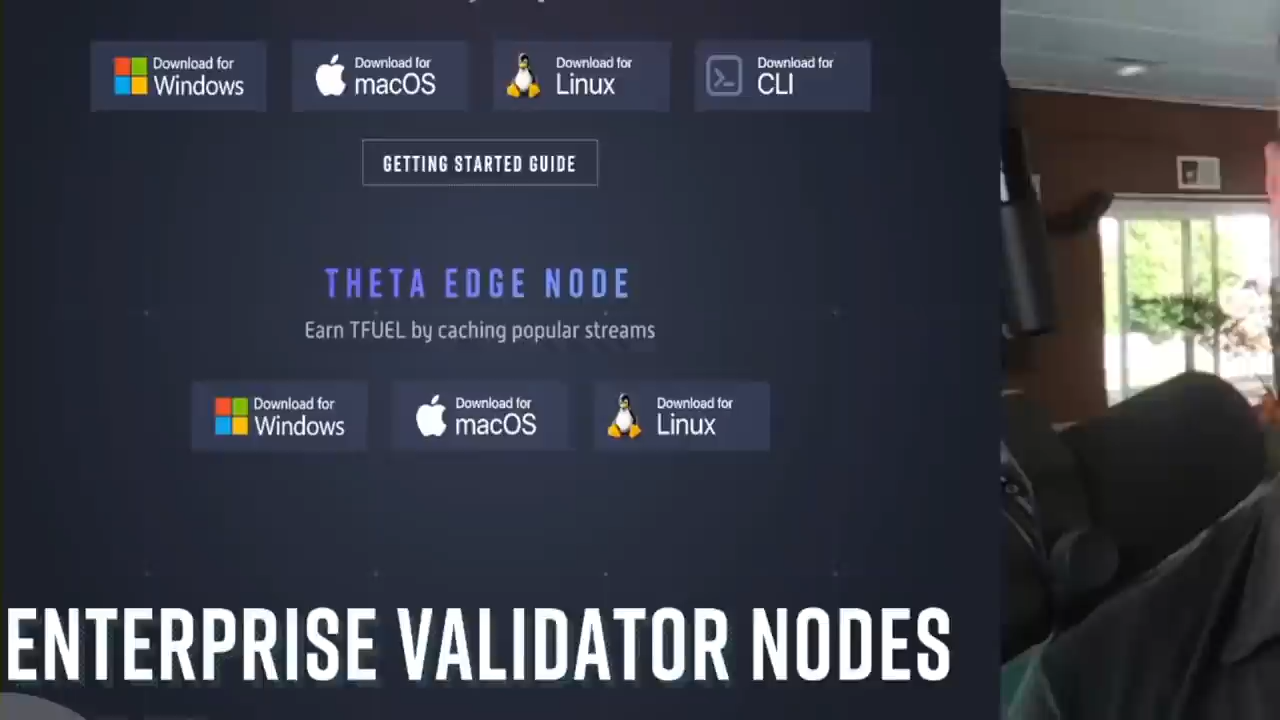 Download for
Windows
Download for
macOS
Download for
Linux
Download for
CLI
GETTING STARTED GUIDE
THETA EDGE NODE
Earn TFUEL by caching popular streams
Download for
Windows
Download for
macOS
Download for
Linux
ENTERPRISE VALIDATOR NODES